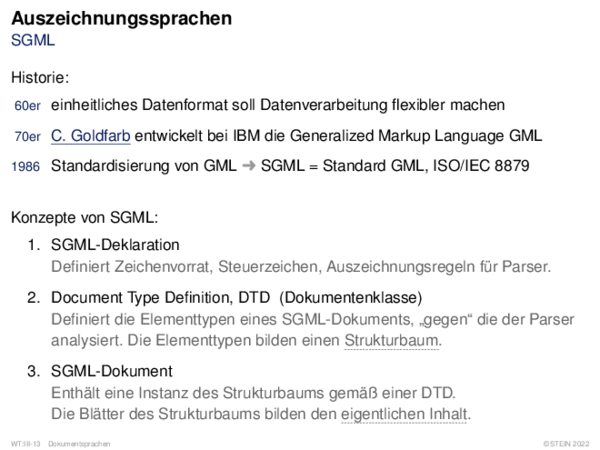 Auszeichnungssprachen
SGML
Historie:
60er einheitliches Datenformat soll Datenverarbeitung flexibler machen
70er C. Goldfarb entwickelt bei IBM die Generalized Markup Language GML
1986 Standardisierung von GML ➜ SGML = Standard GML, ISO/IEC 8879
Konzepte von SGML:
1. SGML-Deklaration
Definiert Zeichenvorrat, Steuerzeichen, Auszeichnungsregeln für Parser.
2. Document Type Definition, DTD (Dokumentenklasse)
Definiert die Elementtypen eines SGML-Dokuments, „gegen“ die der Parser
analysiert. Die Elementtypen bilden einen Strukturbaum.
3. SGML-Dokument
Enthält eine Instanz des Strukturbaums gemäß einer DTD.
Die Blätter des Strukturbaums bilden den eigentlichen Inhalt.
WT:III-13 Dokumentsprachen ©STEIN 2022